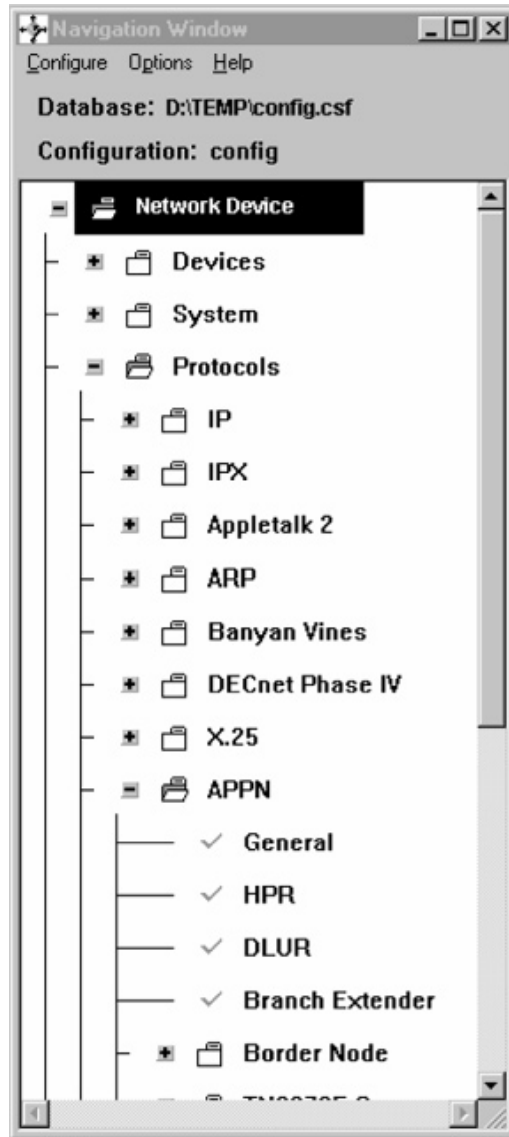 Navigation Window
Configure Options Help
Database: D:\TEMP\config.csf
Configuration: config
Network Device
Devices
System
Protocols
IP
IPX
Appletalk 2
ARP
Banyan Vines
DECnet Phase IV
X.25
APPN
General
HPR
DLUR
Branch Extender
Border Node